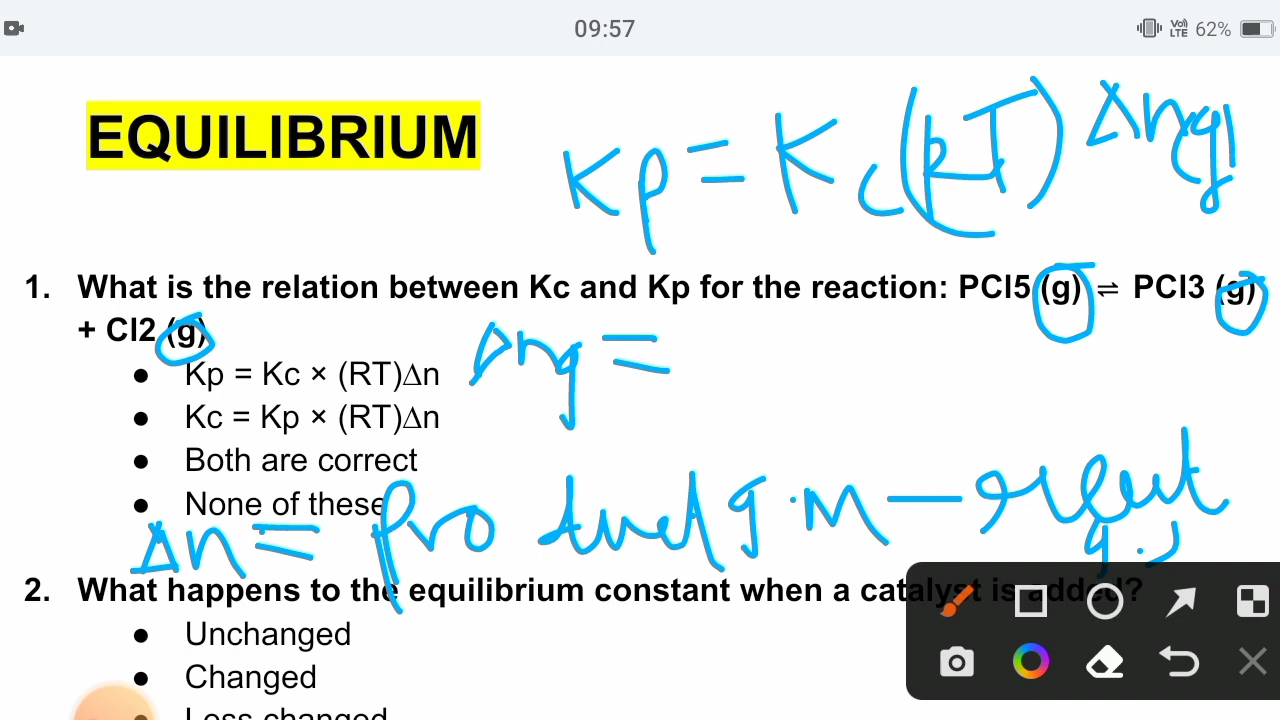 09:57
62%
EQUILIBRIUM
Kp = Kc (RT) Δng
1. What is the relation between Kc and Kp for the reaction: PCl5 (g) ⇌ PCl3 (g)
+ Cl2 (g)
● Kp = Kc × (RT)Δn
Δng =
● Kc = Kp × (RT)Δn
● Both are correct
● None of these
Δn = product g.m –
2. What happens to the equilibrium constant when a catalyst is added?
● Unchanged
● Changed
● Less changed